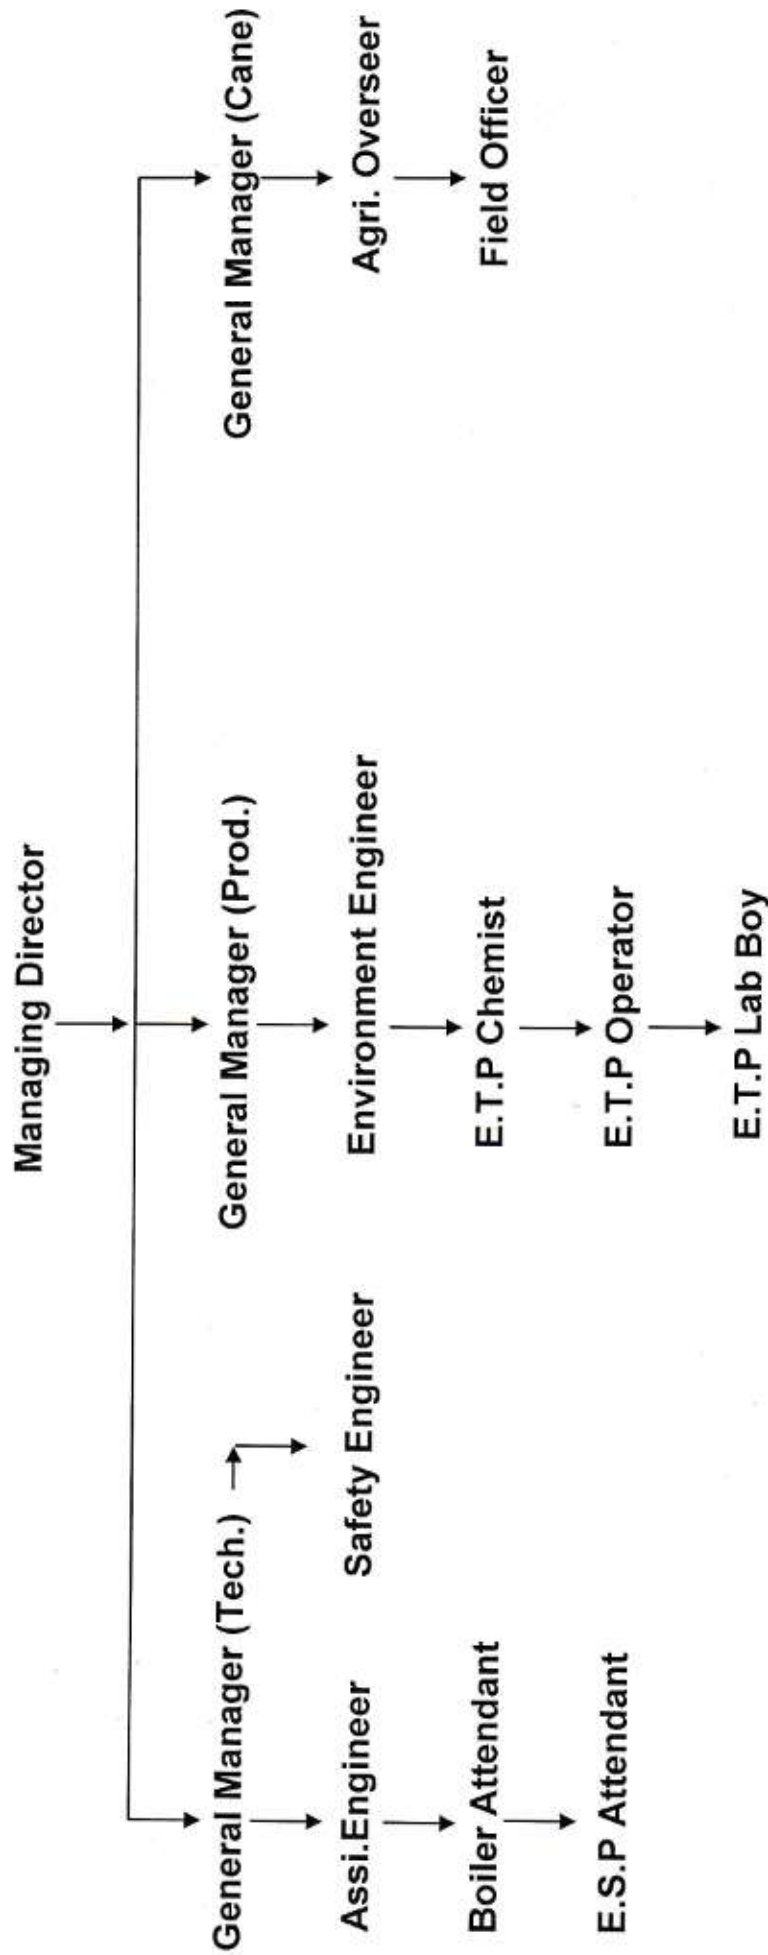 Managing Director
General Manager (Tech.)
General Manager (Prod.)
General Manager (Cane)
Assi.Engineer
Safety Engineer
Environment Engineer
Agri. Overseer
Boiler Attendant
E.T.P Chemist
Field Officer
E.S.P Attendant
E.T.P Operator
E.T.P Lab Boy